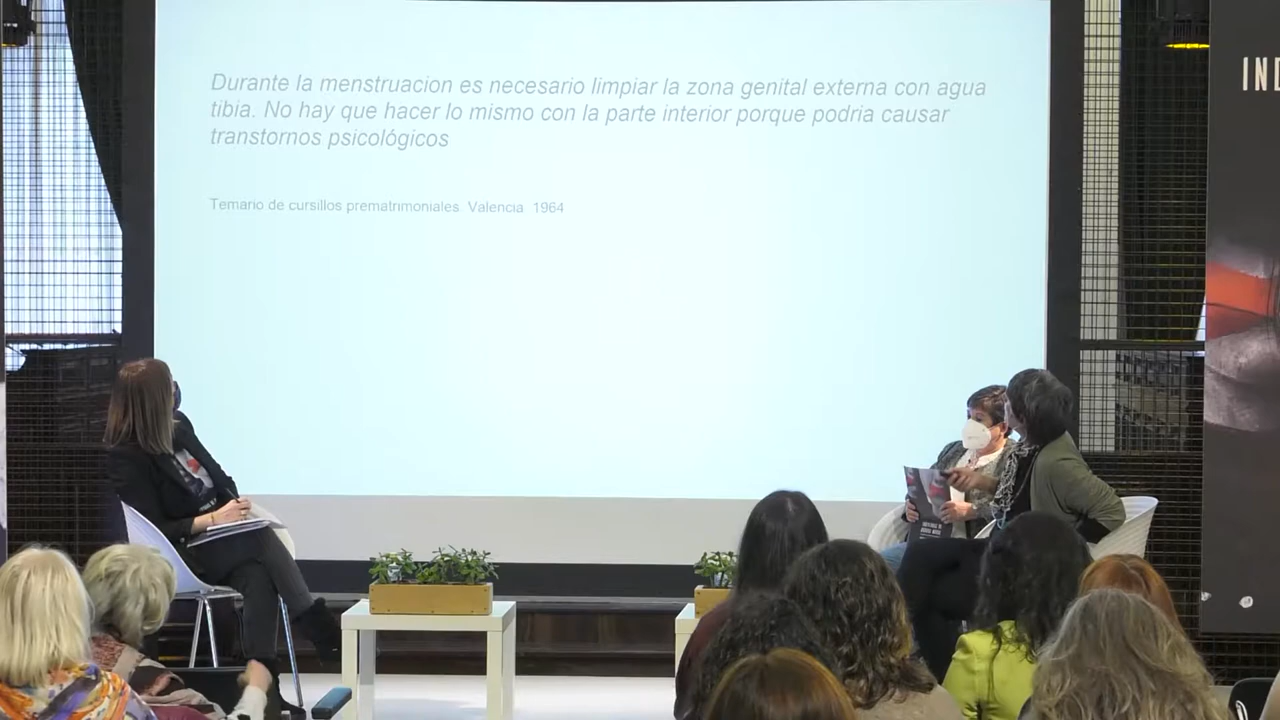 Durante la menstruacion es necesario limpiar la zona genital externa con agua
tibia. No hay que hacer lo mismo con la parte interior porque podria causar
transtornos psicológicos
Temario de cursillos prematrimoniales. Valencia 1964
IND